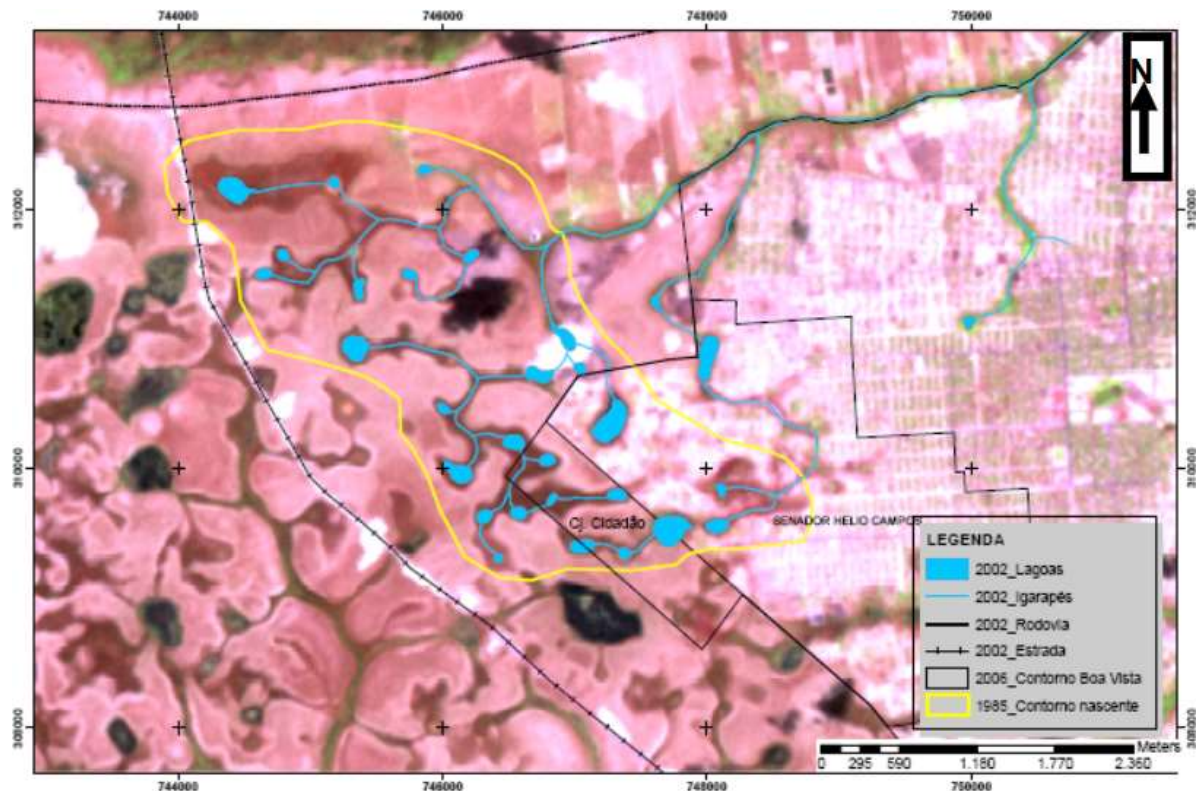 744000 746000 748000 750000
N
312000 312000
310000 310000
Cj. Cidadão
SENADOR HELIO CAMPOS
LEGENDA
2002_Lagoas
2002_Igarapés
2002_Rodovia
2002_Estrada
2006_Contorno Boa Vista
1985_Contorno nascente
308000 308000
Meters
0 295 590 1.180 1.770 2.360
744000 746000 748000 750000